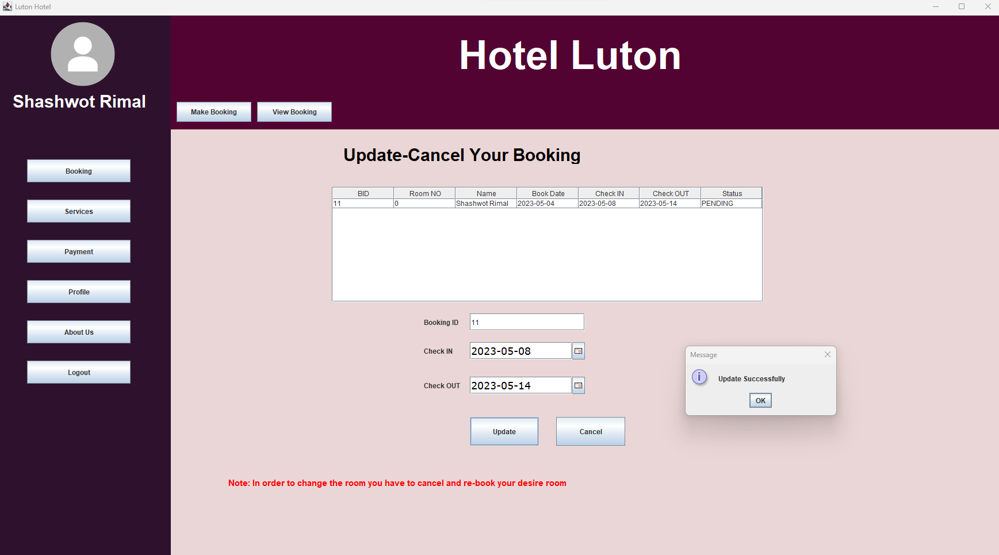 Luton Hotel
Hotel Luton
Shashwot Rimal
Make Booking View Booking
Booking
Services
Payment
Profile
About Us
Logout
Update-Cancel Your Booking
BID Room NO Name Book Date Check IN Check OUT Status
11 0 Shashwot Rimal 2023-05-04 2023-05-08 2023-05-14 PENDING
Booking ID 11
Check IN 2023-05-08
Check OUT 2023-05-14
Update Cancel
Message
Update Successfully
OK
Note: In order to change the room you have to cancel and re-book your desire room